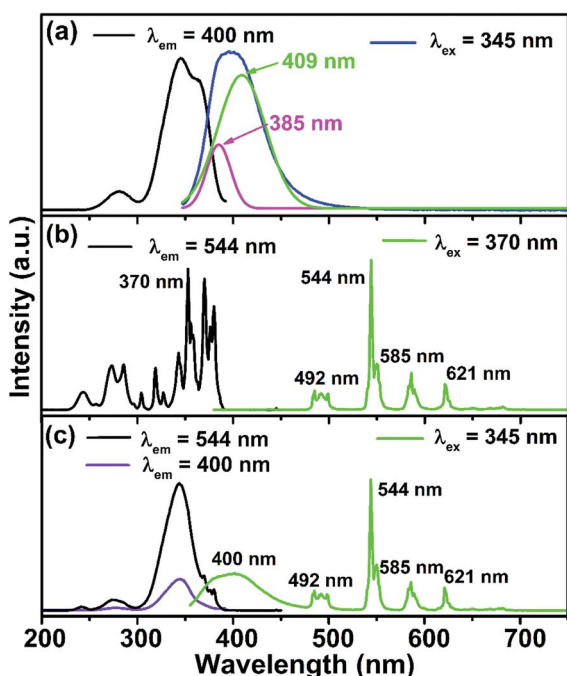 (a)
λem = 400 nm
λex = 345 nm
409 nm
385 nm
(b)
λem = 544 nm
λex = 370 nm
370 nm
544 nm
492 nm
585 nm
621 nm
(c)
λem = 544 nm
λem = 400 nm
λex = 345 nm
400 nm
544 nm
492 nm
585 nm
621 nm
Intensity (a.u.)
200 300 400 500 600 700
Wavelength (nm)